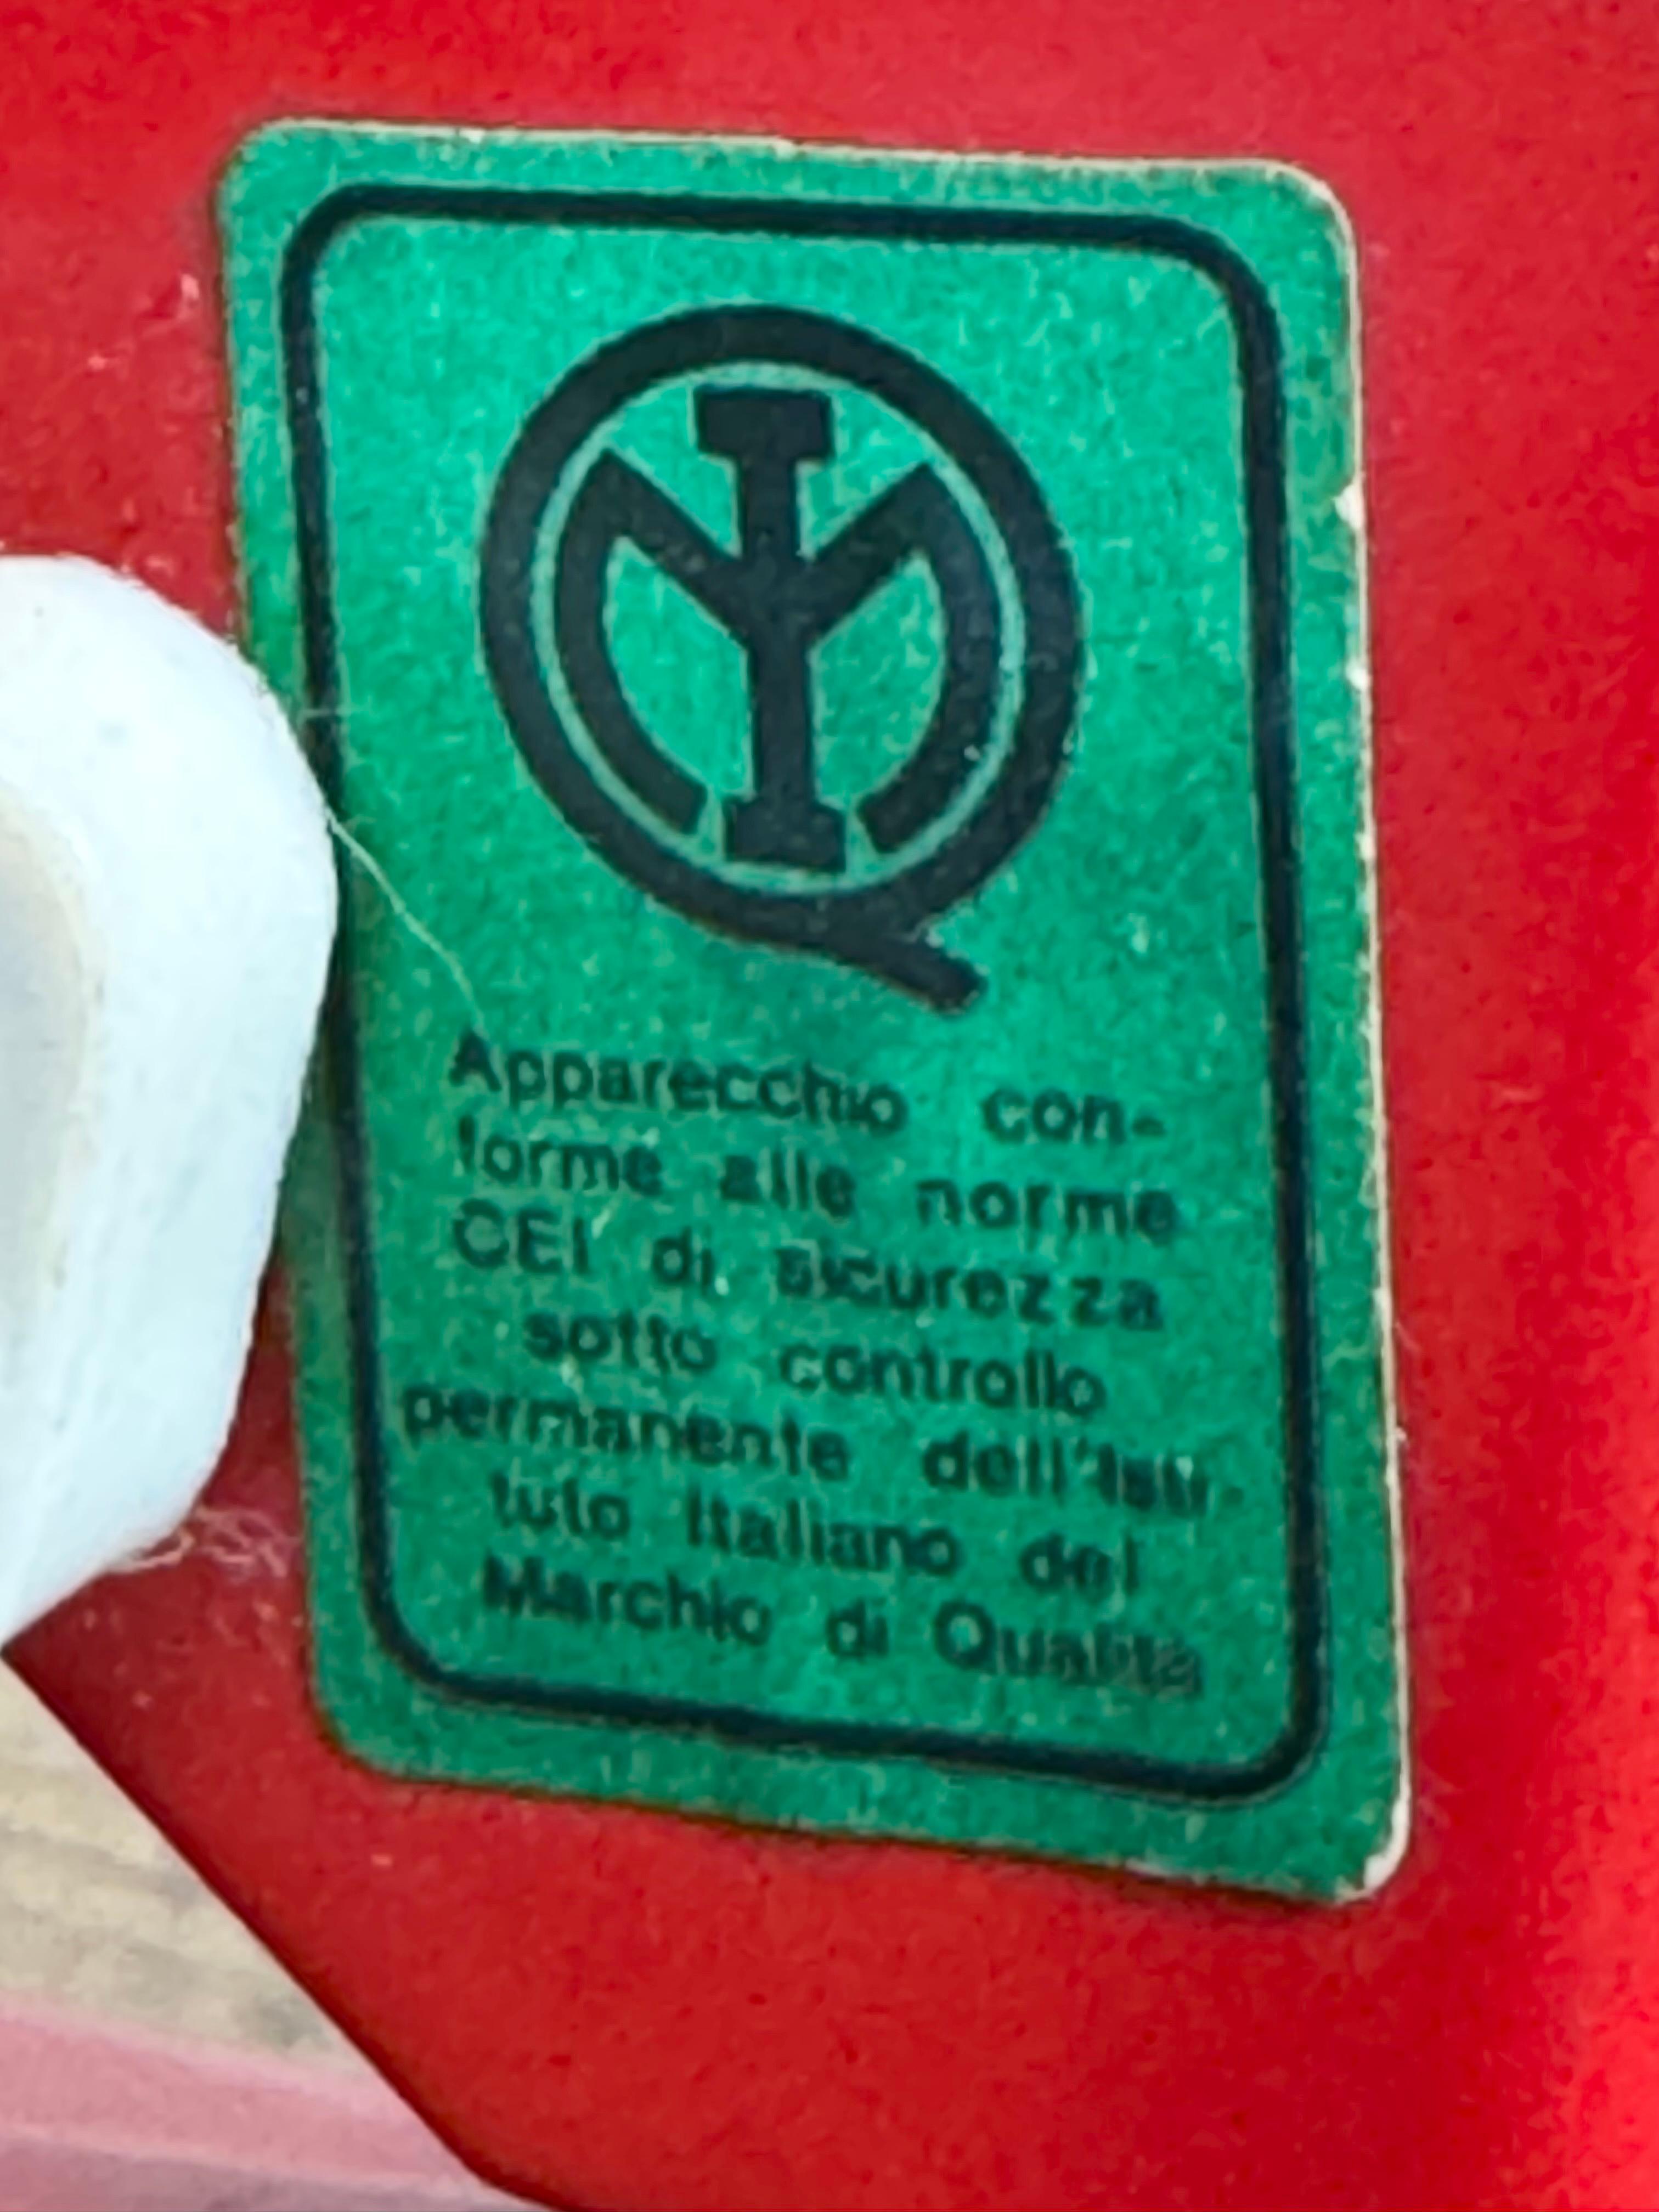 Apparecchio con-
forme alle norme
CEI di sicurezza
sotto controllo
permanente dell'Isti-
tuto Italiano del
Marchio di Qualità